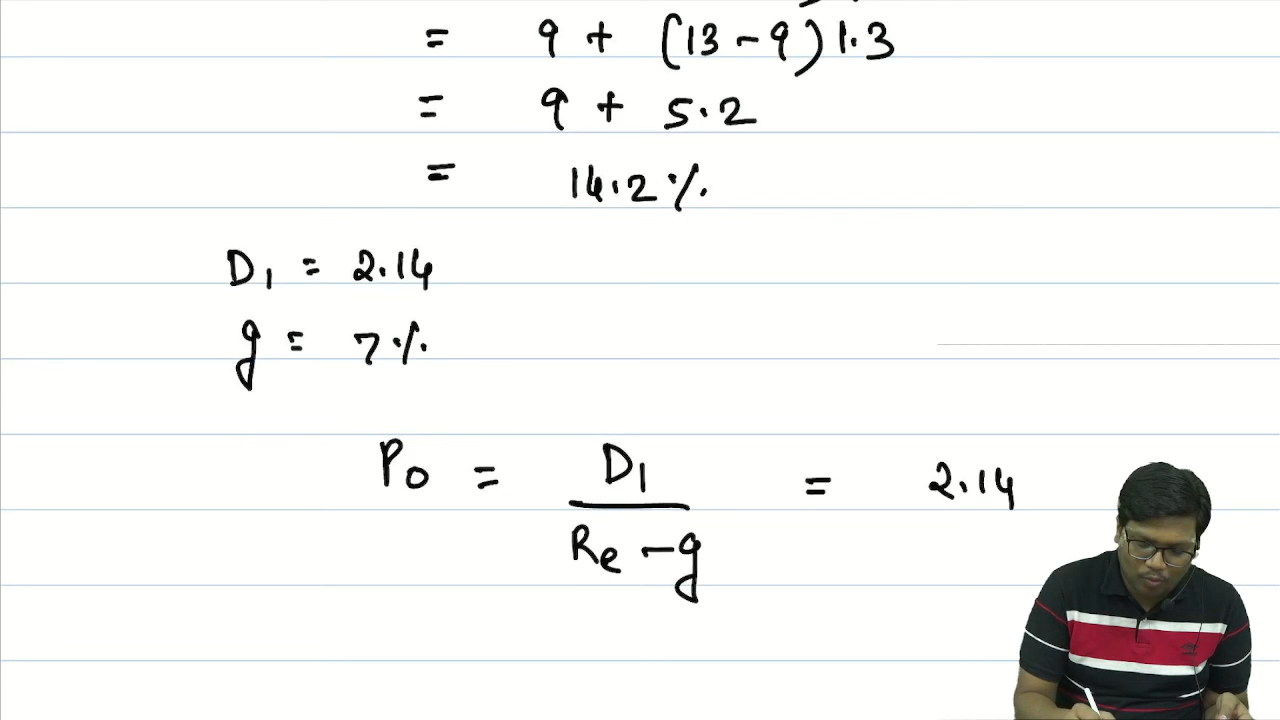 = 9 + (13 - 9) 1.3
= 9 + 5.2
= 14.2 %
D1 = 2.14
g = 7 %
P0 = D1 / Re - g = 2.14